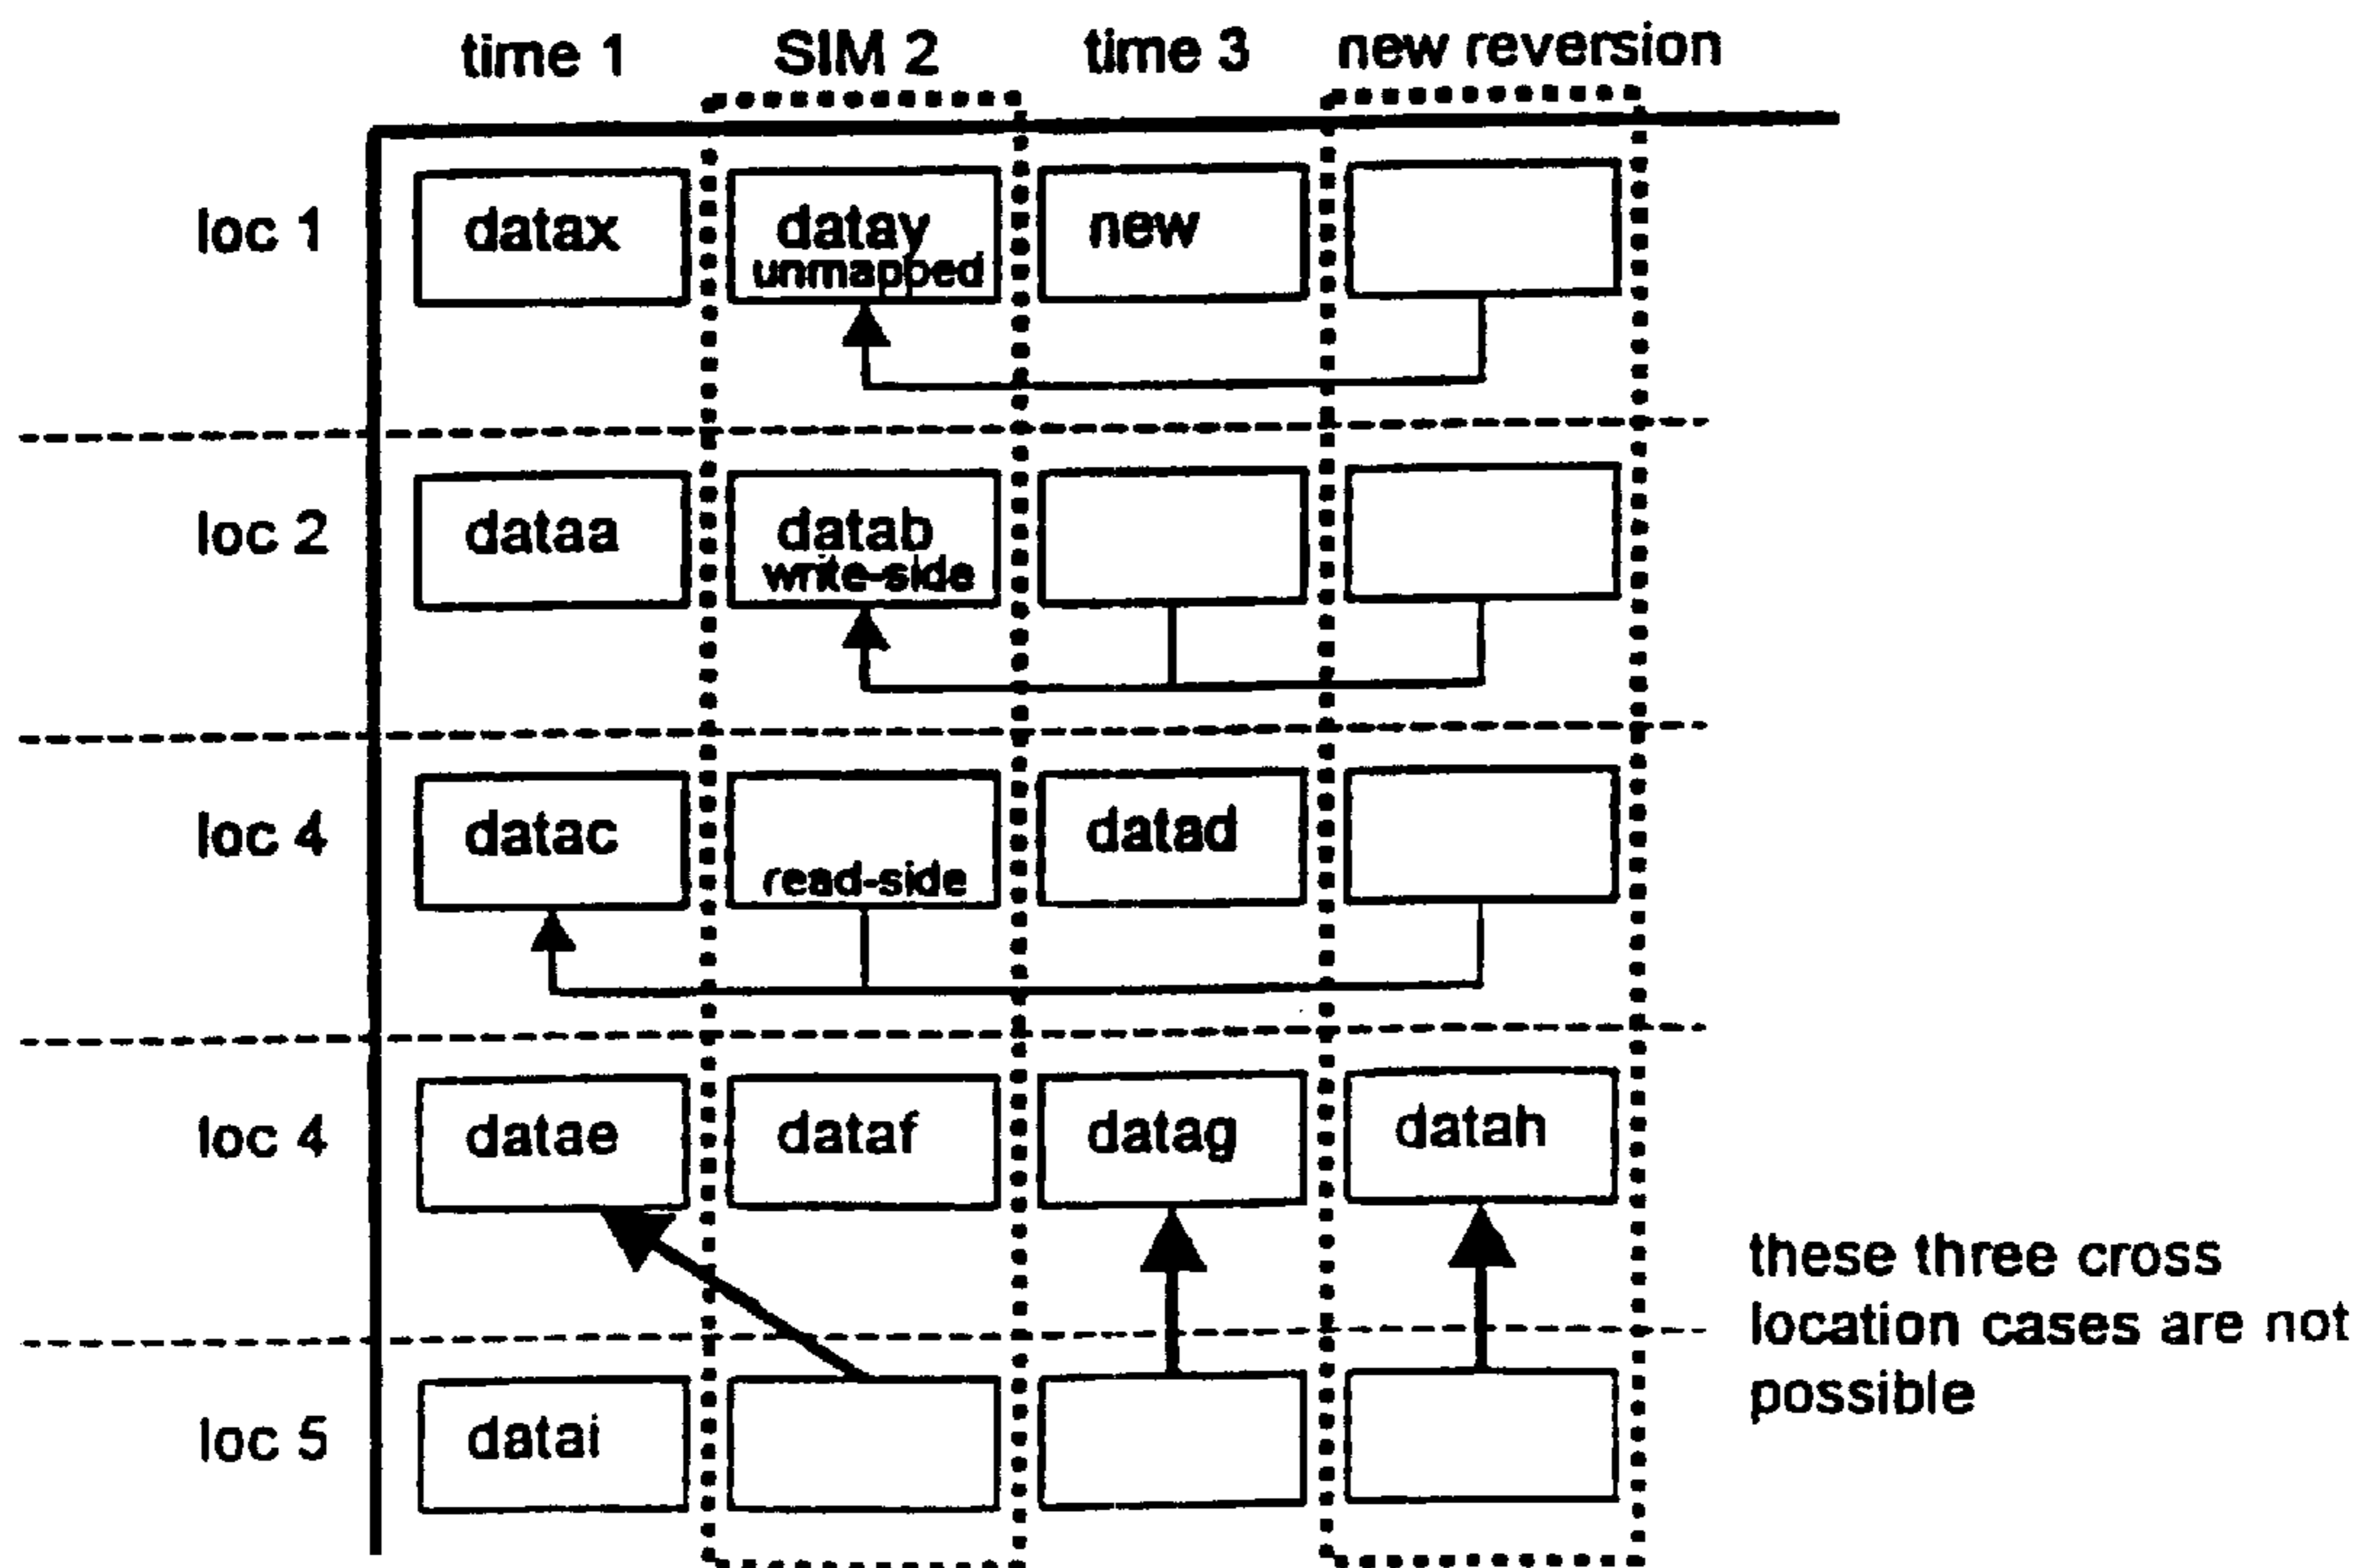 time 1 SIM 2 time 3 new reversion
loc 1 datax datay new
unmapped
loc 2 dataa datab
write-side
loc 4 datac datad
read-side
loc 4 datae dataf datag datah
these three cross
location cases are not
possible
loc 5 datai